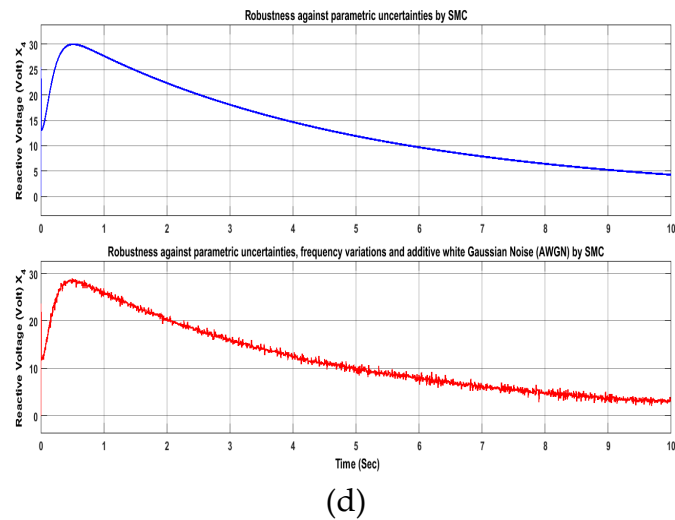 Robustness against parametric uncertainties by SMC
Reactive Voltage (Volt) X4
30
25
20
15
10
5
0
0 1 2 3 4 5 6 7 8 9 10
Robustness against parametric uncertainties, frequency variations and additive white Gaussian Noise (AWGN) by SMC
Reactive Voltage (Volt) X4
30
20
10
0
0 1 2 3 4 5 6 7 8 9 10
Time (Sec)
(d)